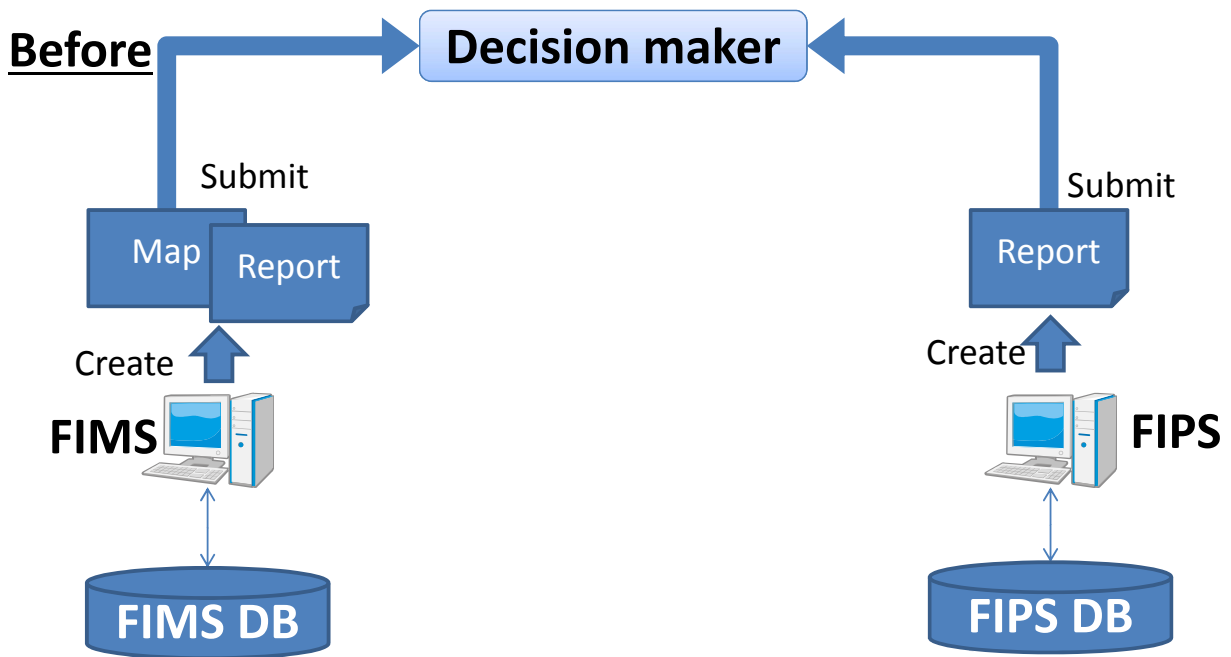 Before
Decision maker
Submit
Submit
Map
Report
Report
Create
Create
FIMS
FIPS
FIMS DB
FIPS DB